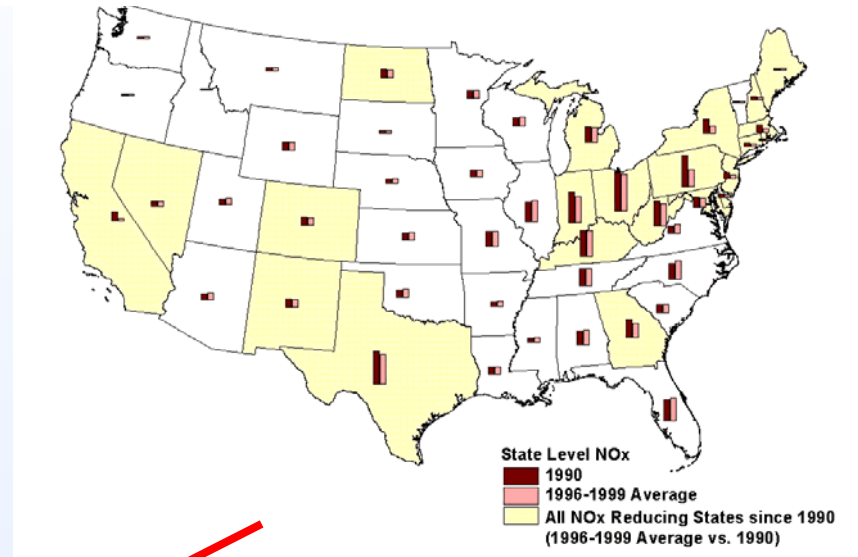 State Level NOx
1990
1996-1999 Average
All NOx Reducing States since 1990
(1996-1999 Average vs. 1990)